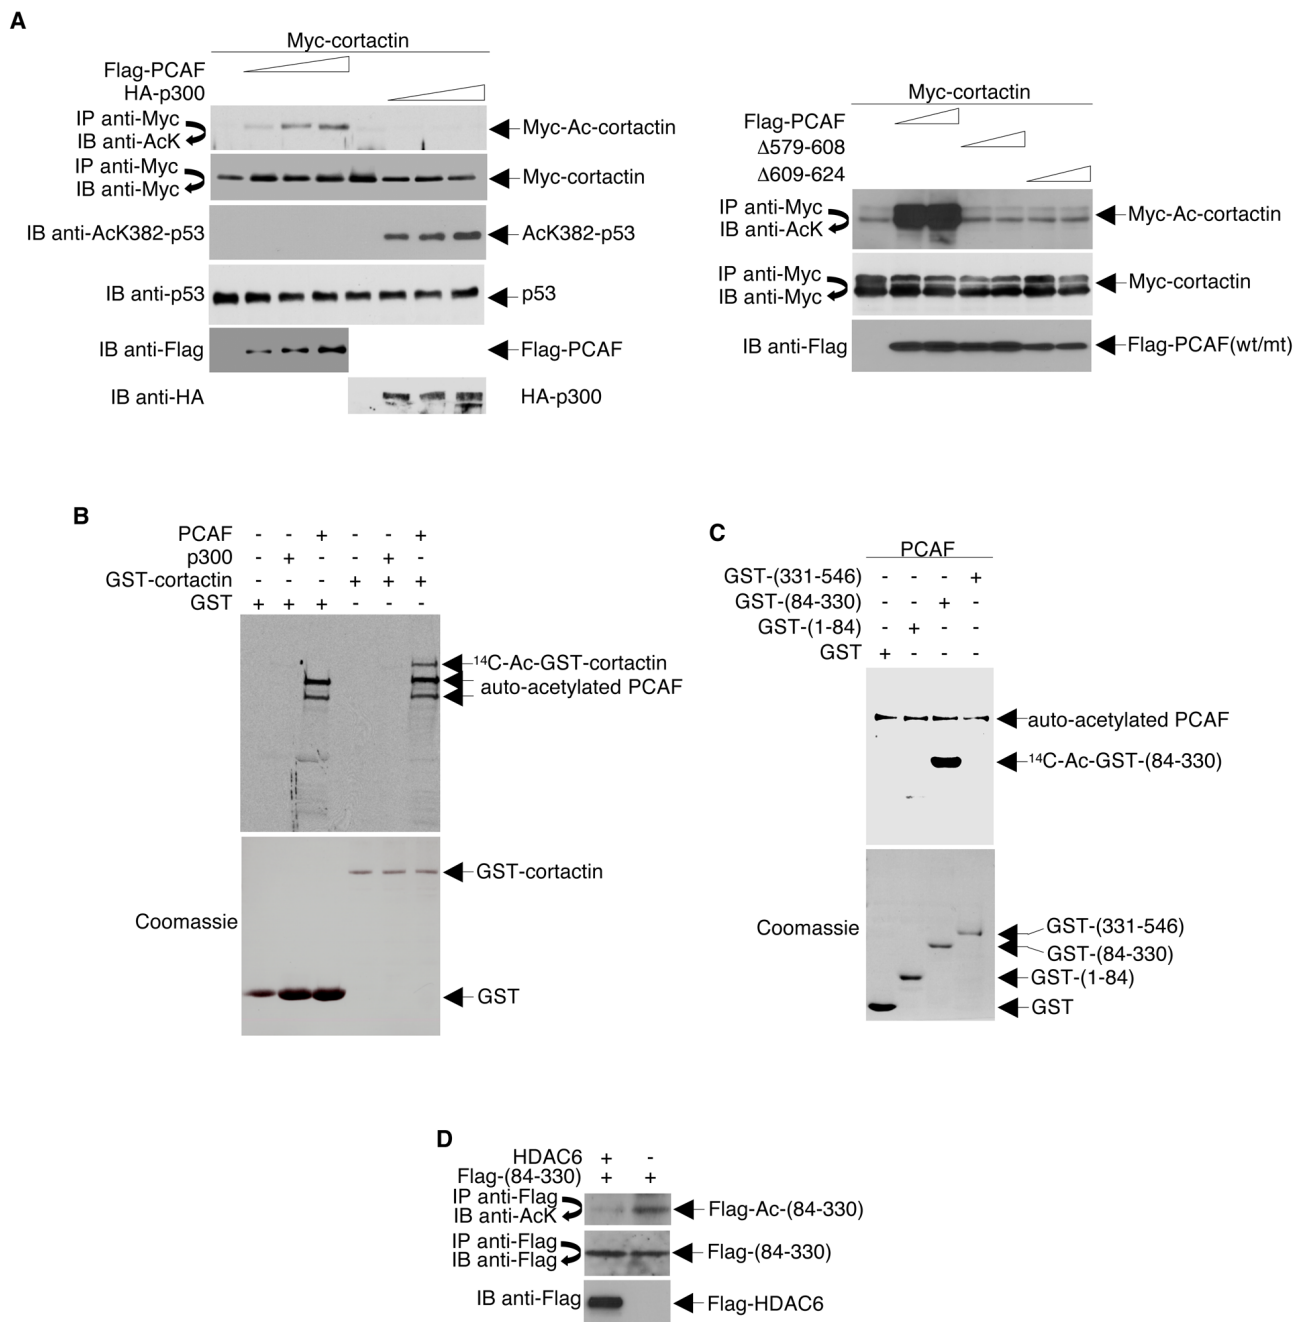 A
Myc-cortactin
Flag-PCAF
HA-p300
IP anti-Myc
IB anti-AcK
Myc-Ac-cortactin
IP anti-Myc
IB anti-Myc
Myc-cortactin
IB anti-AcK382-p53
AcK382-p53
IB anti-p53
p53
IB anti-Flag
Flag-PCAF
IB anti-HA
HA-p300
Myc-cortactin
Flag-PCAF
Δ579-608
Δ609-624
IP anti-Myc
IB anti-AcK
Myc-Ac-cortactin
IP anti-Myc
IB anti-Myc
Myc-cortactin
IB anti-Flag
Flag-PCAF(wt/mt)
B
PCAF - - + - - +
p300 - + - - + -
GST-cortactin - - - + + +
GST + + + - - -
¹⁴C-Ac-GST-cortactin
auto-acetylated PCAF
Coomassie
GST-cortactin
GST
C
PCAF
GST-(331-546) - - - +
GST-(84-330) - - + -
GST-(1-84) - + - -
GST + - - -
auto-acetylated PCAF
¹⁴C-Ac-GST-(84-330)
Coomassie
GST-(331-546)
GST-(84-330)
GST-(1-84)
GST
D
HDAC6 + -
Flag-(84-330) + +
IP anti-Flag
IB anti-AcK
Flag-Ac-(84-330)
IP anti-Flag
IB anti-Flag
Flag-(84-330)
IB anti-Flag
Flag-HDAC6